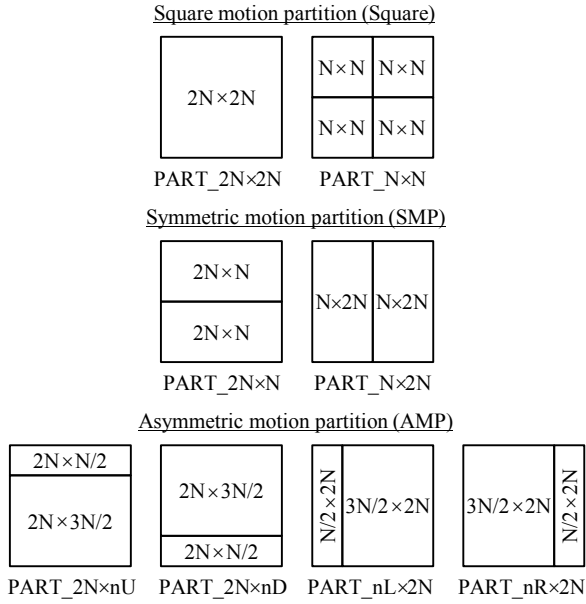 Square motion partition (Square)
2N×2N
N×N N×N
N×N N×N
PART_2N×2N PART_N×N
Symmetric motion partition (SMP)
2N×N
2N×N
N×2N N×2N
PART_2N×N PART_N×2N
Asymmetric motion partition (AMP)
2N×N/2
2N×3N/2
2N×3N/2
2N×N/2
N/2×2N 3N/2×2N
3N/2×2N N/2×2N
PART_2N×nU PART_2N×nD PART_nL×2N PART_nR×2N